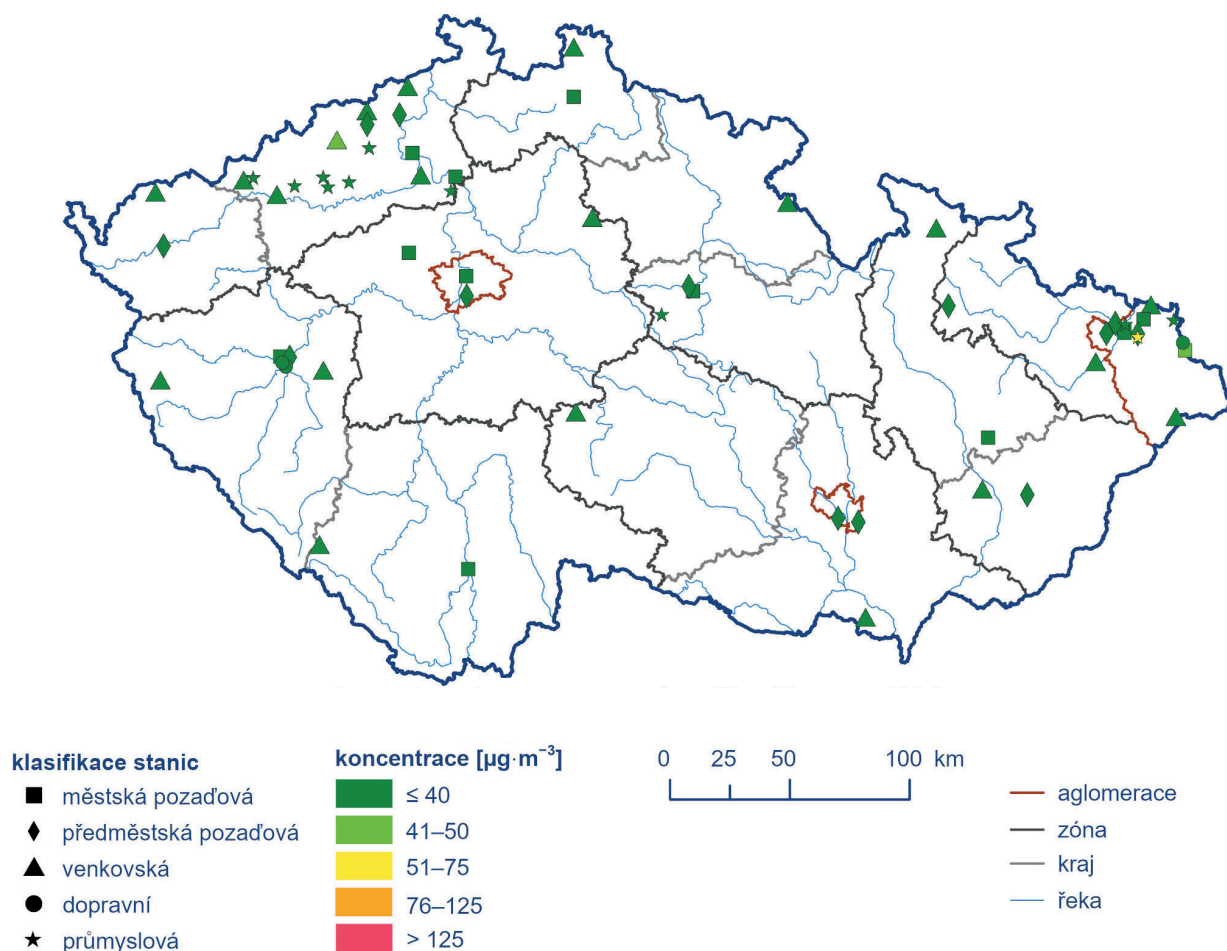 klasifikace stanic
městská pozaďová
předměstská pozaďová
venkovská
dopravní
průmyslová
koncentrace [µg·m⁻³]
≤ 40
41–50
51–75
76–125
> 125
0 25 50 100 km
aglomerace
zóna
kraj
řeka